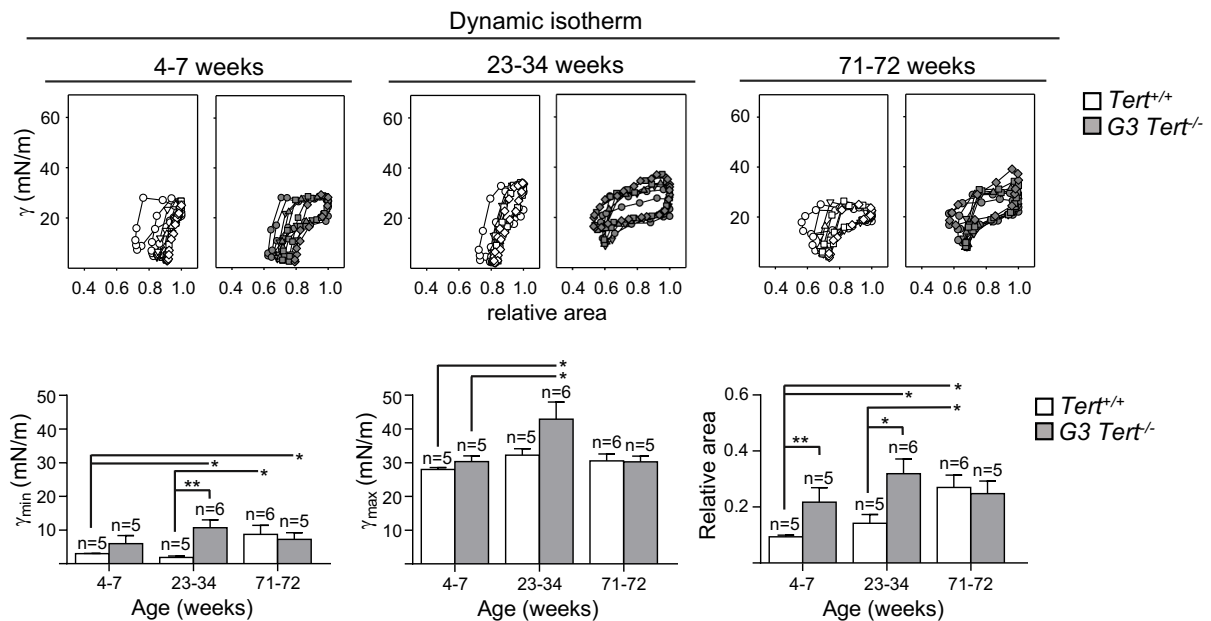 Dynamic isotherm
4-7 weeks 23-34 weeks 71-72 weeks
Tert+/+
G3 Tert-/-
γ (mN/m)
60 40 20
60 40 20
60 40 20
0.4 0.6 0.8 1.0 0.4 0.6 0.8 1.0 0.4 0.6 0.8 1.0 0.4 0.6 0.8 1.0 0.4 0.6 0.8 1.0 0.4 0.6 0.8 1.0
relative area
γmin (mN/m)
50
40
30
20
10
* * * **
n=5 n=5 n=5 n=6 n=6 n=5
4-7 23-34 71-72
Age (weeks)
γmax (mN/m)
50
40
30
20
10
* *
n=5 n=5 n=5 n=6 n=6 n=5
4-7 23-34 71-72
Age (weeks)
Relative area
0.6
0.4
0.2
* * * ** *
n=5 n=5 n=5 n=6 n=6 n=5
4-7 23-34 71-72
Age (weeks)
Tert+/+
G3 Tert-/-